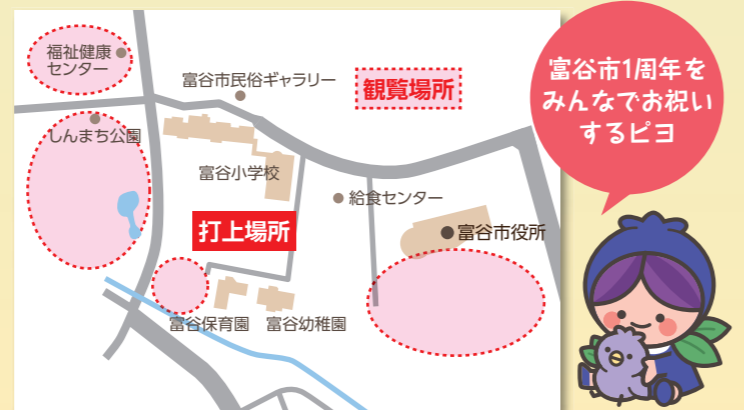 福祉健康
センター
富谷市民俗ギャラリー
観覧場所
しんまち公園
富谷小学校
給食センター
打上場所
富谷市役所
富谷保育園
富谷幼稚園
富谷市1周年を
みんなでお祝い
するピヨ